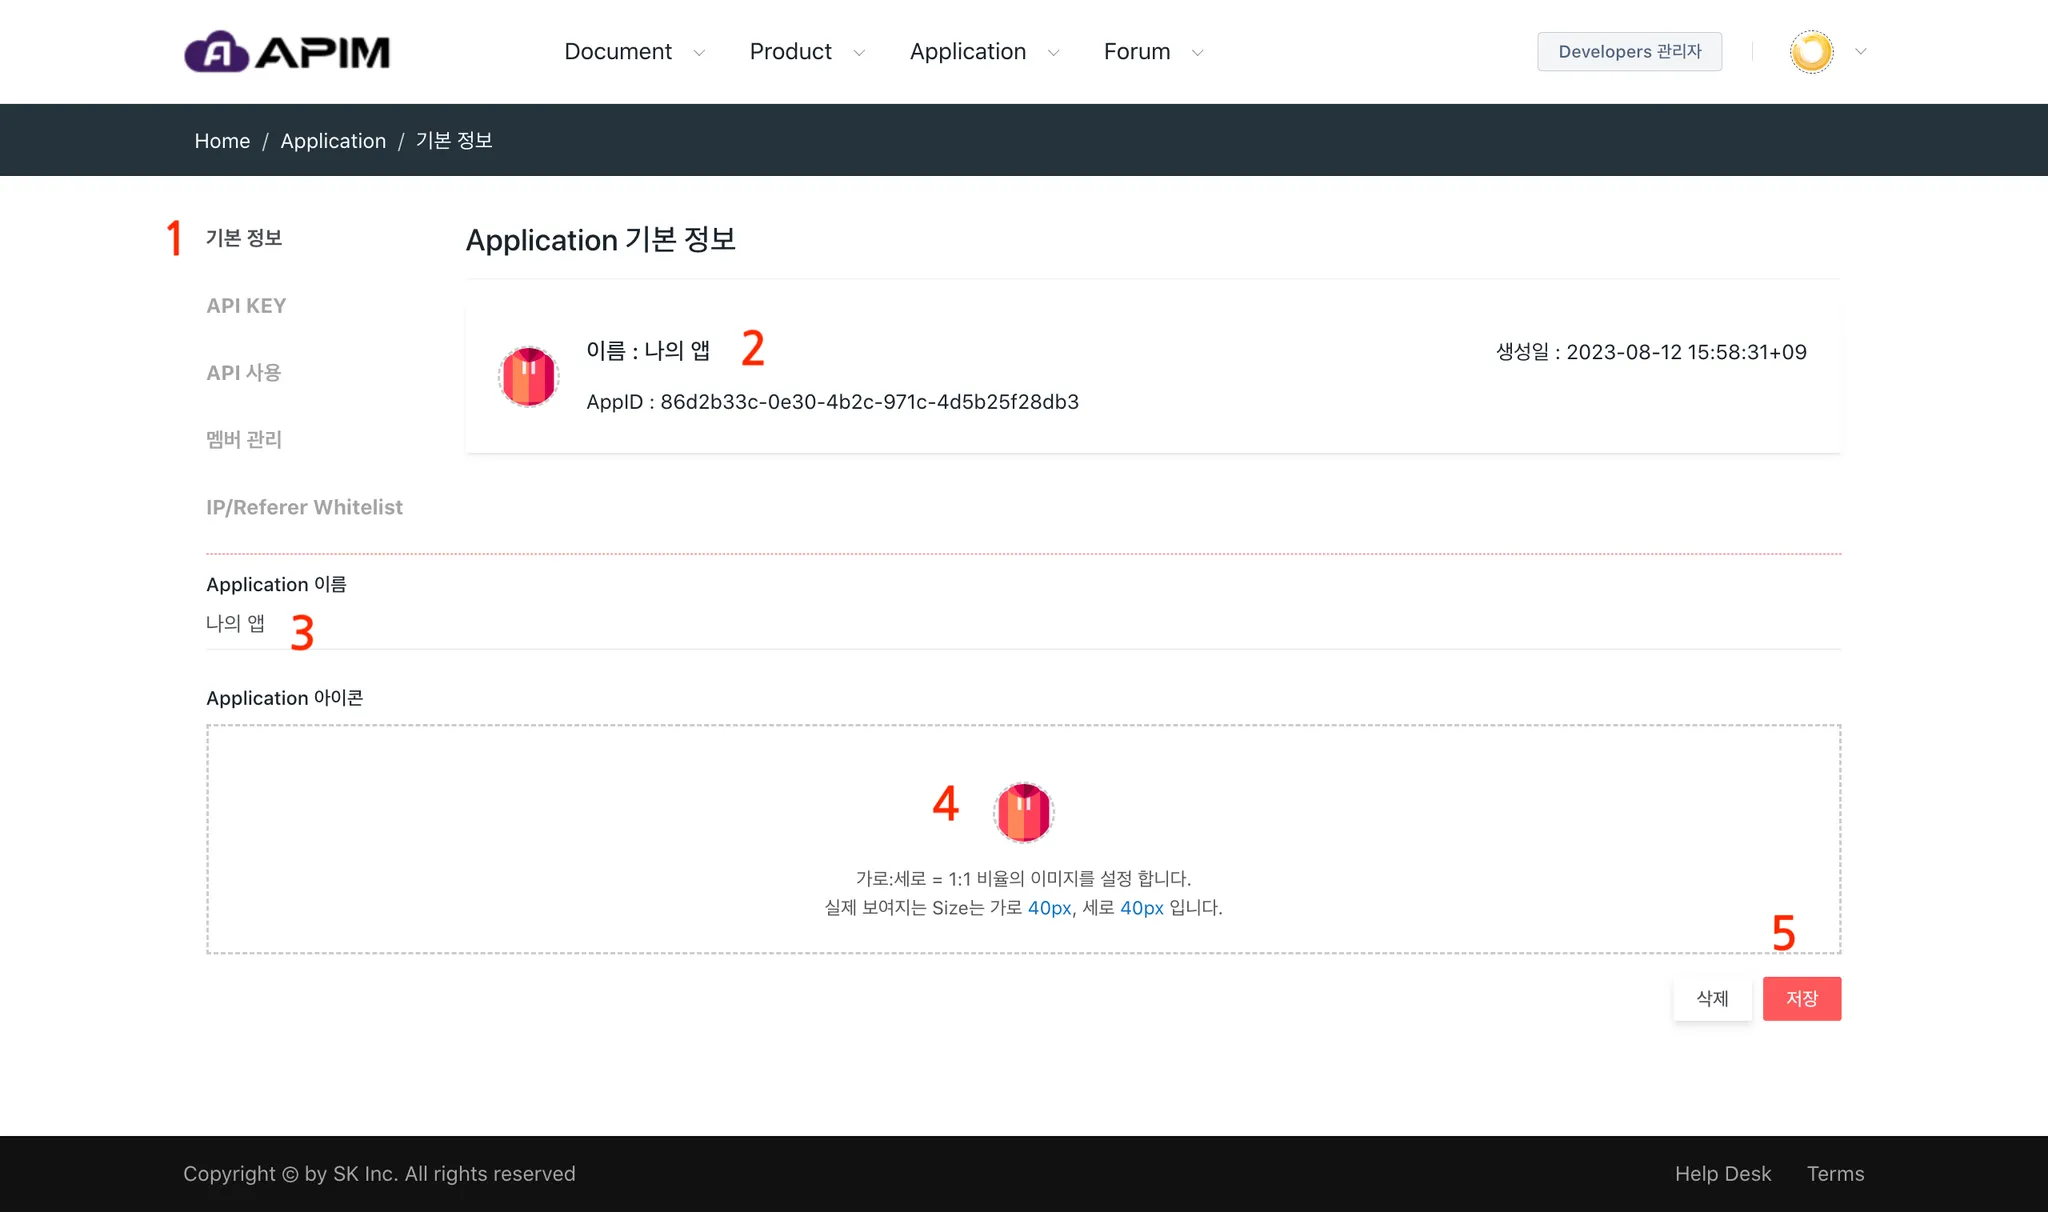 APIM
Document
Product
Application
Forum
Developers 관리자
Home / Application / 기본 정보
1
기본 정보
API KEY
API 사용
멤버 관리
IP/Referer Whitelist
Application 기본 정보
이름 : 나의 앱
2
생성일 : 2023-08-12 15:58:31+09
AppID : 86d2b33c-0e30-4b2c-971c-4d5b25f28db3
Application 이름
나의 앱
3
Application 아이콘
4
가로:세로 = 1:1 비율의 이미지를 설정 합니다.
실제 보여지는 Size는 가로 40px, 세로 40px 입니다.
5
삭제
저장
Copyright © by SK Inc. All rights reserved
Help Desk
Terms